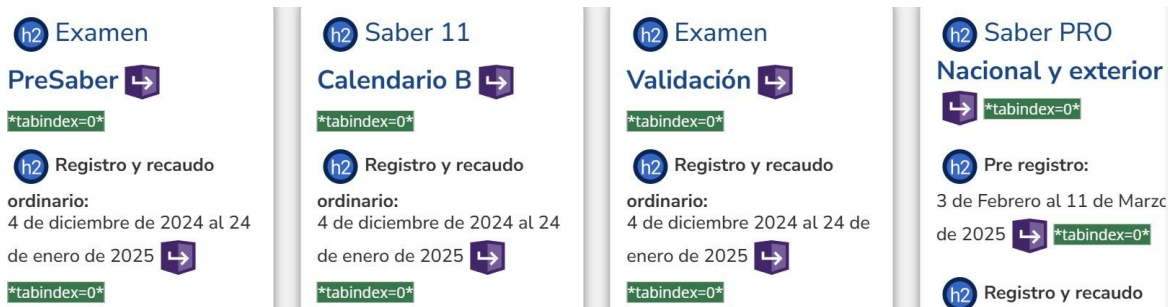 h2 Examen
PreSaber
*tabindex=0*
h2 Registro y recaudo
ordinario:
4 de diciembre de 2024 al 24
de enero de 2025
*tabindex=0*
h2 Saber 11
Calendario B
*tabindex=0*
h2 Registro y recaudo
ordinario:
4 de diciembre de 2024 al 24
de enero de 2025
*tabindex=0*
h2 Examen
Validación
*tabindex=0*
h2 Registro y recaudo
ordinario:
4 de diciembre 2024 al 24 de
enero de 2025
*tabindex=0*
h2 Saber PRO
Nacional y exterior
*tabindex=0*
h2 Pre registro:
3 de Febrero al 11 de Marzo
de 2025 *tabindex=0*
h2 Registro y recaudo